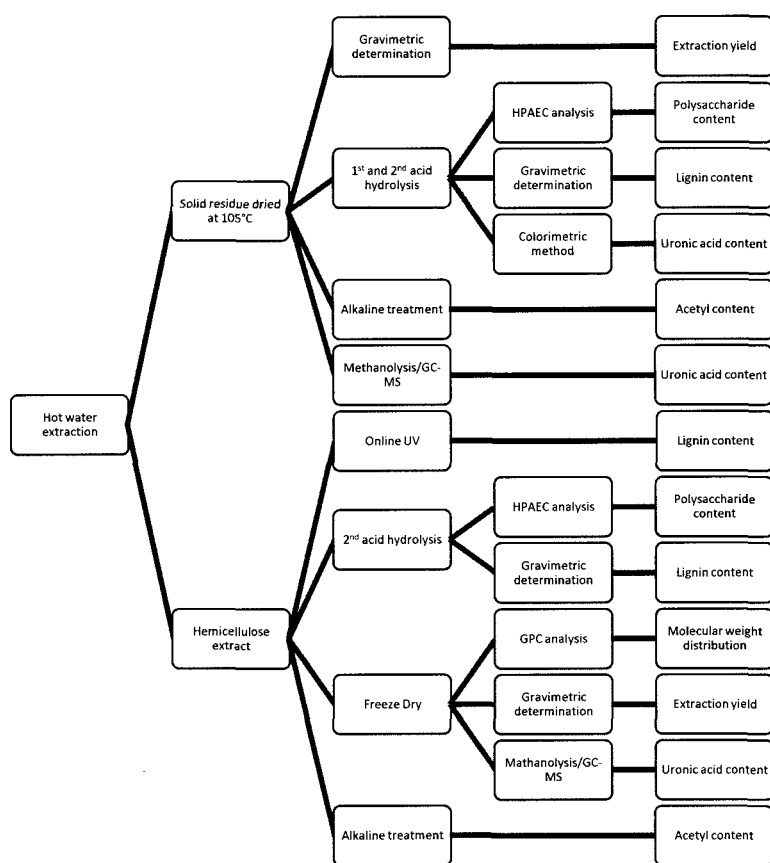 Gravimetric
determination
Extraction yield
HPAEC analysis
Polysaccharide
content
1st and 2nd acid
hydrolysis
Gravimetric
determination
Lignin content
Colorimetric
method
Uronic acid content
Solid residue dried
at 105°C
Alkaline treatment
Acetyl content
Methanolysis/GC-
MS
Uronic acid content
Hot water
extraction
Online UV
Lignin content
2nd acid hydrolysis
HPAEC analysis
Polysaccharide
content
Gravimetric
determination
Lignin content
Hemicellulose
extract
GPC analysis
Molecular weight
distribution
Freeze Dry
Gravimetric
determination
Extraction yield
Mathanolysis/GC-
MS
Uronic acid content
Alkaline treatment
Acetyl content